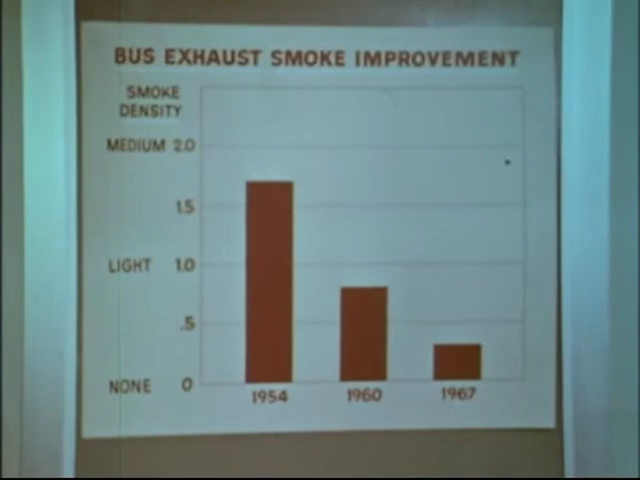 BUS EXHAUST SMOKE IMPROVEMENT
SMOKE
DENSITY
MEDIUM 2.0
1.5
LIGHT 1.0
.5
NONE 0
1954 1960 1967